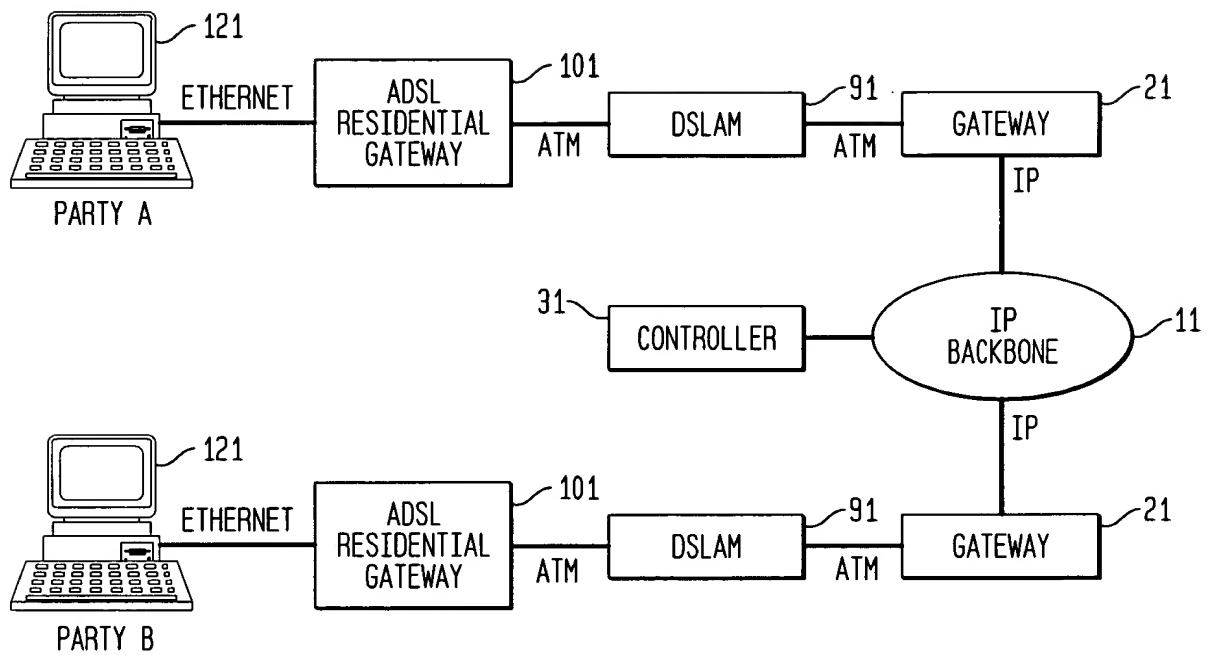 121
ETHERNET
ADSL
RESIDENTIAL
GATEWAY
101
ATM
DSLAM
91
ATM
GATEWAY
21
PARTY A
IP
31
CONTROLLER
IP
BACKBONE
11
IP
121
ETHERNET
ADSL
RESIDENTIAL
GATEWAY
101
ATM
DSLAM
91
ATM
GATEWAY
21
PARTY B